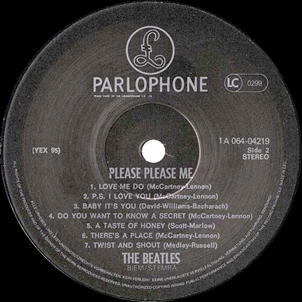 £
PARLOPHONE
LC 0299
1A 064-04219
(YEX 95)
Side 2
STEREO
PLEASE PLEASE ME
1. LOVE ME DO (McCartney-Lennon)
2. P.S. I LOVE YOU (McCartney-Lennon)
3. BABY IT'S YOU (David-Williams-Bacharach)
4. DO YOU WANT TO KNOW A SECRET (McCartney-Lennon)
5. A TASTE OF HONEY (Scott-Marlow)
6. THERE'S A PLACE (McCartney-Lennon)
7. TWIST AND SHOUT (Medley-Russell)
THE BEATLES
BIEM/STEMRA